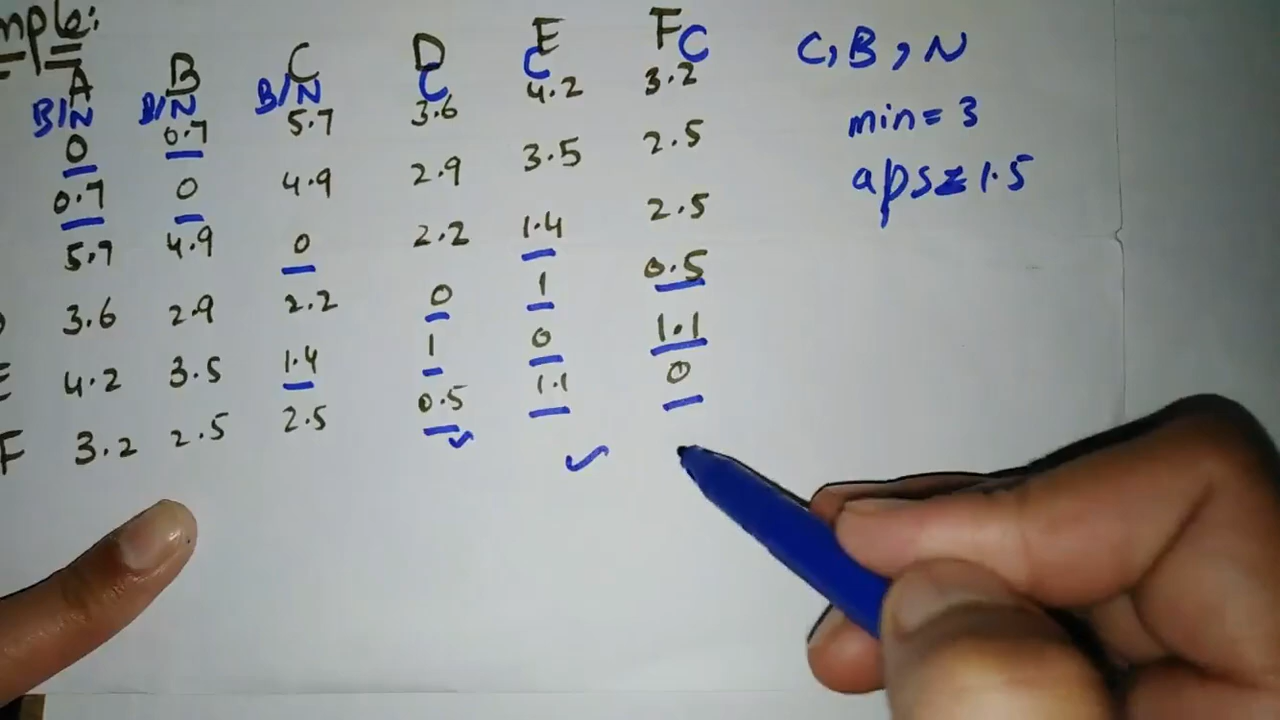 mple:
A B C D E F C, B, N
B/N B/N B/N C C C
0 0.7 5.7 3.6 4.2 3.2 min = 3
0.7 0 4.9 2.9 3.5 2.5 aps = 1.5
5.7 4.9 0 2.2 1.4 2.5
3.6 2.9 2.2 0 1 0.5
E 4.2 3.5 1.4 1 0 1.1
F 3.2 2.5 2.5 0.5 1.1 0